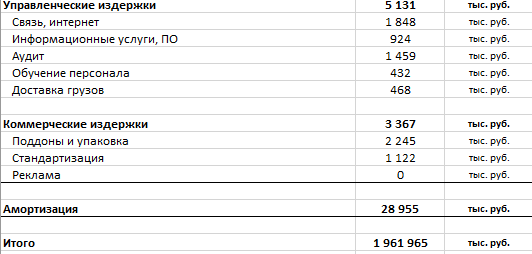 Управленческие издержки 5 131 тыс. руб.
Связь, интернет 1 848 тыс. руб.
Информационные услуги, ПО 924 тыс. руб.
Аудит 1 459 тыс. руб.
Обучение персонала 432 тыс. руб.
Доставка грузов 468 тыс. руб.
Коммерческие издержки 3 367 тыс. руб.
Поддоны и упаковка 2 245 тыс. руб.
Стандартизация 1 122 тыс. руб.
Реклама 0 тыс. руб.
Амортизация 28 955 тыс. руб.
Итого 1 961 965 тыс. руб.